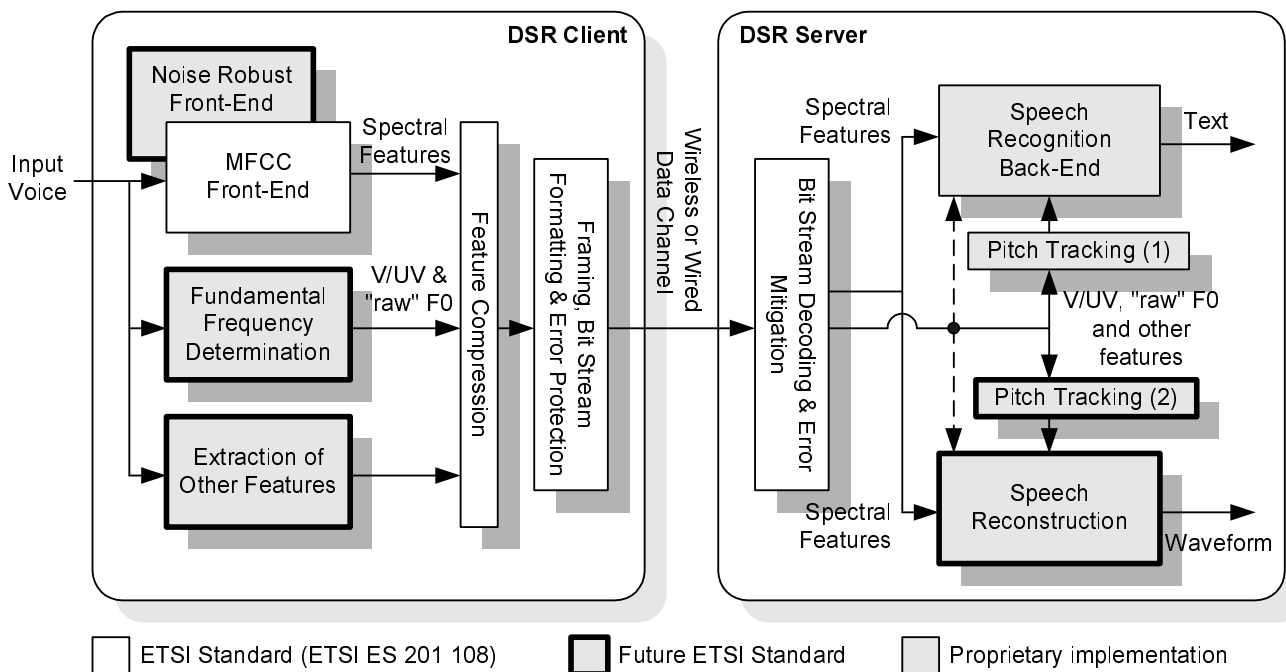 DSR Client
DSR Server
Noise Robust
Front-End
MFCC
Front-End
Input
Voice
Spectral
Features
Fundamental
Frequency
Determination
V/UV &
"raw" F0
Extraction of
Other Features
Feature Compression
Framing, Bit Stream
Formatting & Error Protection
Wireless or Wired
Data Channel
Bit Stream Decoding & Error
Mitigation
Spectral
Features
Speech
Recognition
Back-End
Text
Pitch Tracking (1)
V/UV, "raw" F0
and other
features
Pitch Tracking (2)
Spectral
Features
Speech
Reconstruction
Waveform
ETSI Standard (ETSI ES 201 108)
Future ETSI Standard
Proprietary implementation